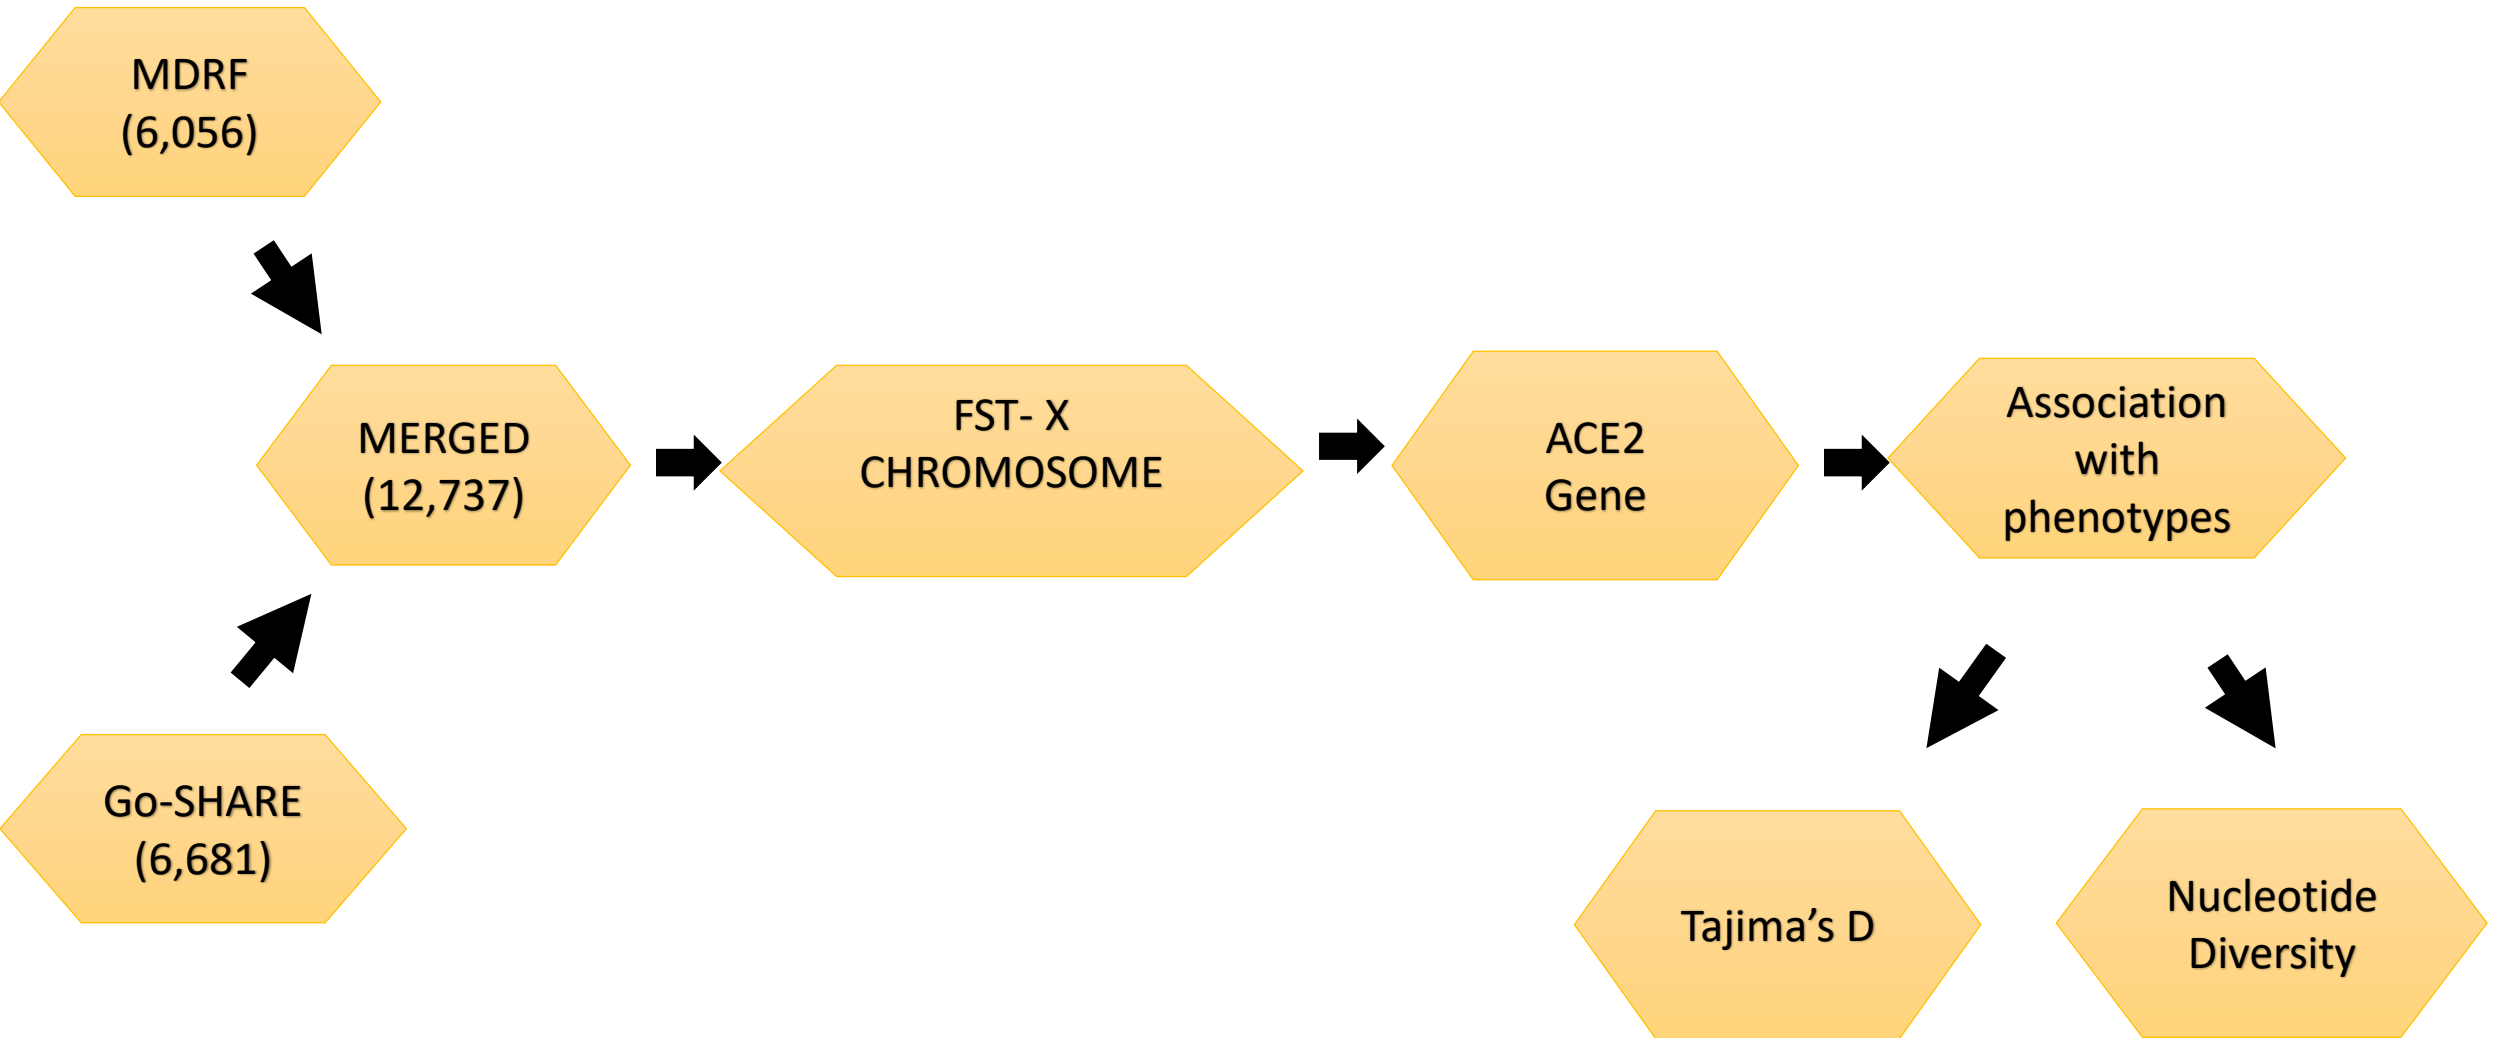 MDRF
(6,056)
MERGED
(12,737)
Go-SHARE
(6,681)
FST- X
CHROMOSOME
ACE2
Gene
Association
with
phenotypes
Tajima’s D
Nucleotide
Diversity